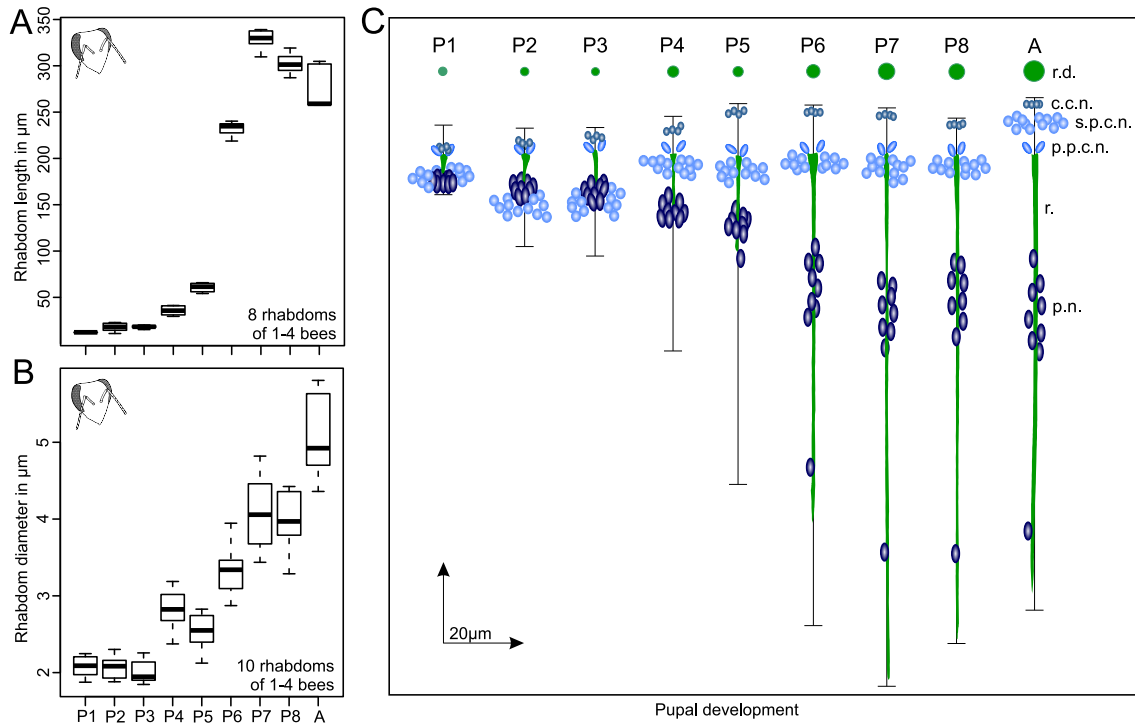 A
Rhabdom length in µm
350
300
250
200
150
100
50
8 rhabdoms
of 1-4 bees
B
Rhabdom diameter in µm
5
4
3
2
10 rhabdoms
of 1-4 bees
P1 P2 P3 P4 P5 P6 P7 P8 A
C
P1 P2 P3 P4 P5 P6 P7 P8 A
r.d.
c.c.n.
s.p.c.n.
p.p.c.n.
r.
p.n.
20µm
Pupal development